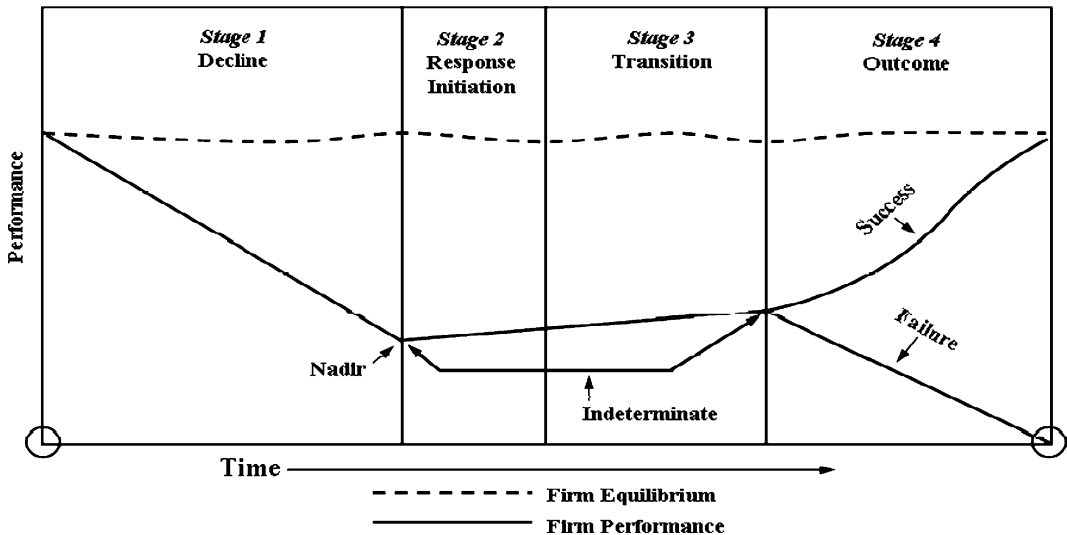 Stage 1
Decline
Stage 2
Response
Initiation
Stage 3
Transition
Stage 4
Outcome
Performance
Success
Failure
Nadir
Indeterminate
Time
Firm Equilibrium
Firm Performance